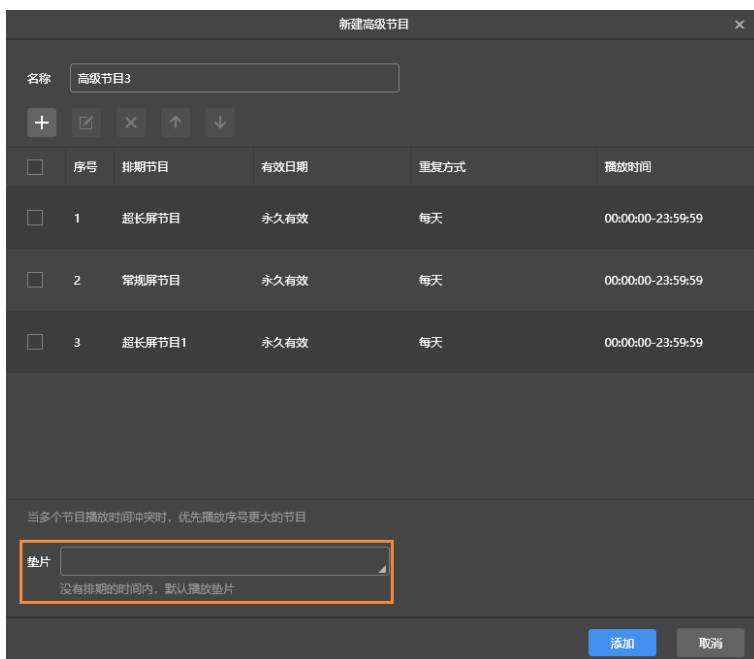 新建高级节目
名称 高级节目3
序号 排期节目 有效日期 重复方式 播放时间
1 超长屏节目 永久有效 每天 00:00:00-23:59:59
2 常规屏节目 永久有效 每天 00:00:00-23:59:59
3 超长屏节目1 永久有效 每天 00:00:00-23:59:59
当多个节目播放时间冲突时，优先播放序号更大的节目
垫片
没有排期的时间内，默认播放垫片
添加 取消